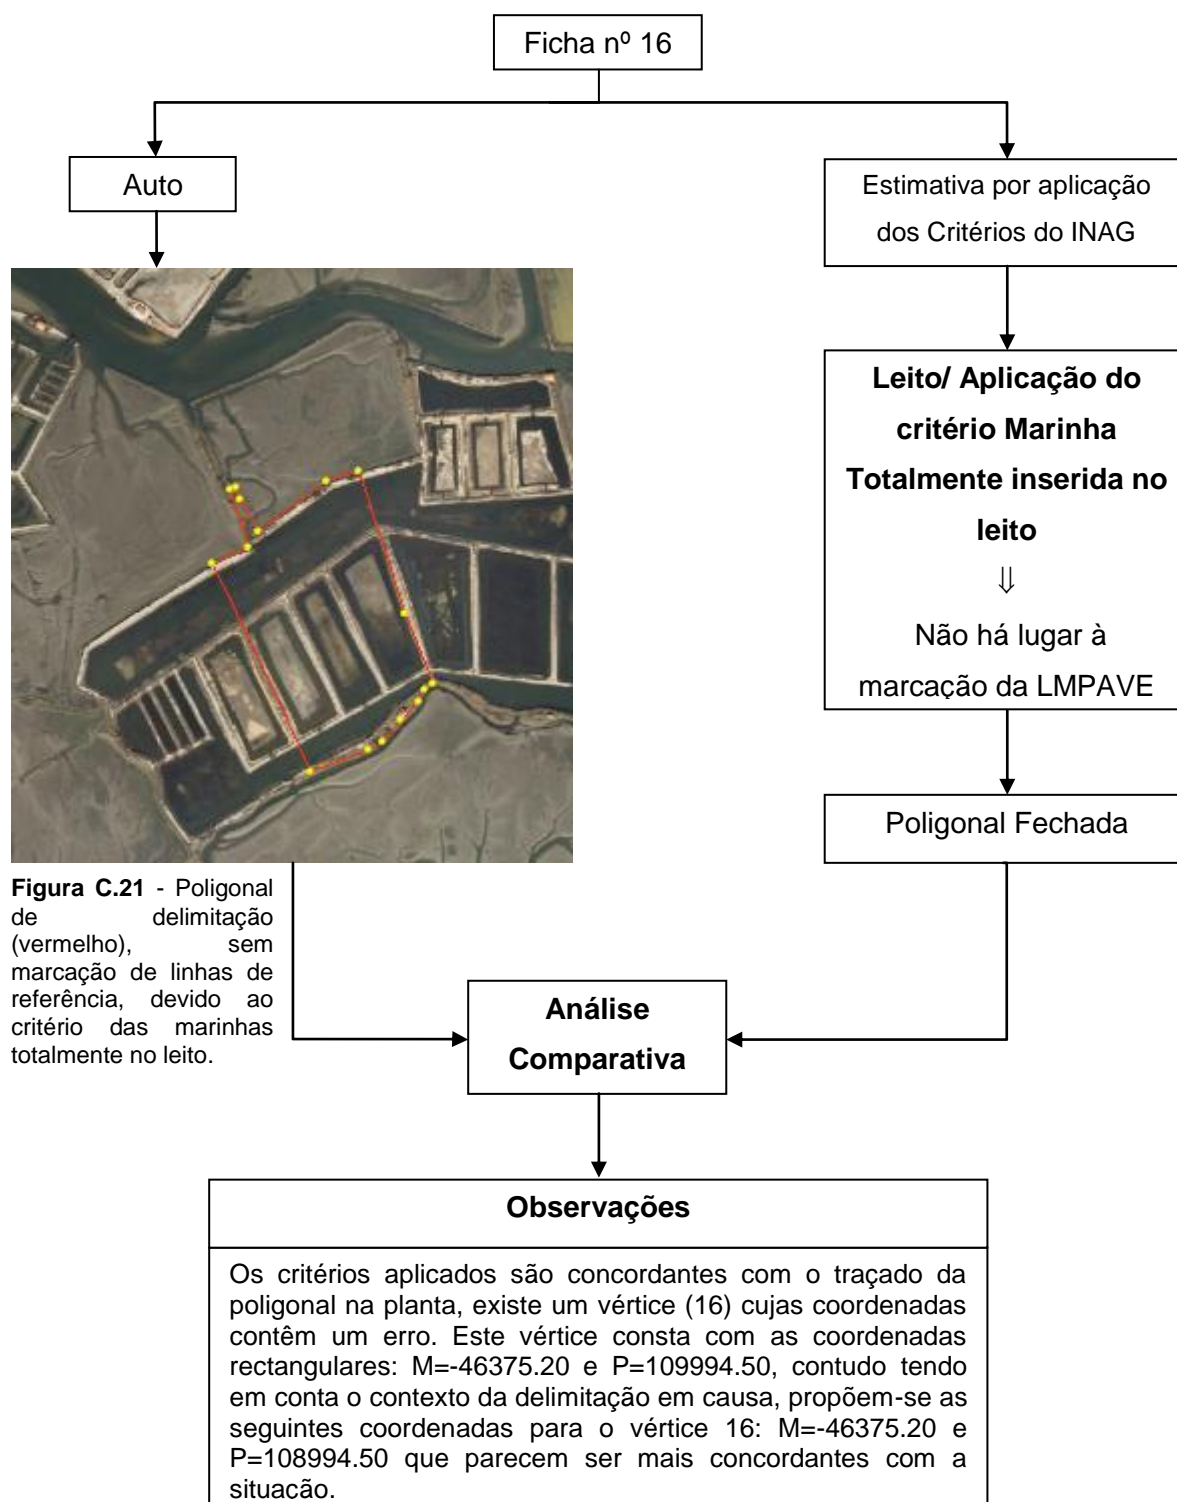 Ficha nº 16
Auto
Estimativa por aplicação
dos Critérios do INAG
Leito/ Aplicação do
critério Marinha
Totalmente inserida no
leito
⇓
Não há lugar à
marcação da LMPAVE
Poligonal Fechada
Figura C.21 - Poligonal
de delimitação
(vermelho), sem
marcação de linhas de
referência, devido ao
critério das marinhas
totalmente no leito.
Análise
Comparativa
Observações
Os critérios aplicados são concordantes com o traçado da
poligonal na planta, existe um vértice (16) cujas coordenadas
contêm um erro. Este vértice consta com as coordenadas
rectangulares: M=-46375.20 e P=109994.50, contudo tendo
em conta o contexto da delimitação em causa, propõem-se as
seguintes coordenadas para o vértice 16: M=-46375.20 e
P=108994.50 que parecem ser mais concordantes com a
situação.